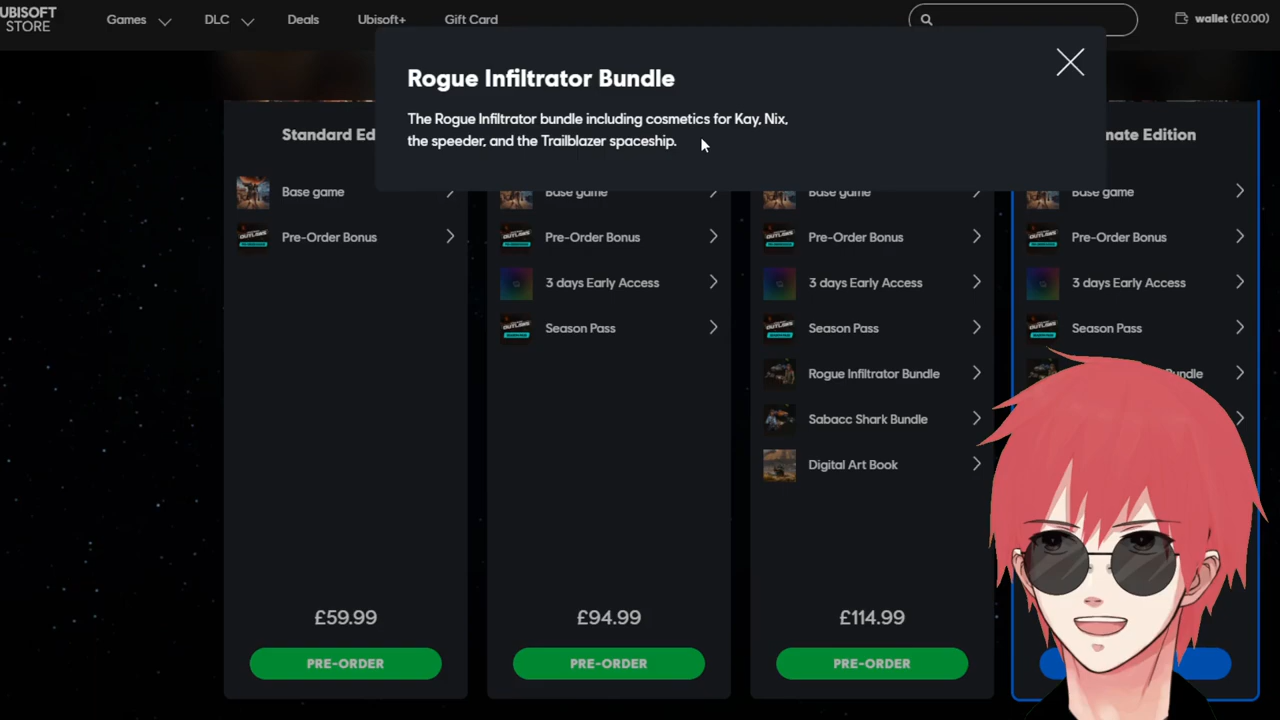 UBISOFT
STORE
Games
DLC
Deals
Ubisoft+
Gift Card
wallet (£0.00)
Rogue Infiltrator Bundle
The Rogue Infiltrator bundle including cosmetics for Kay, Nix,
the speeder, and the Trailblazer spaceship.
Standard Ed
Base game
Pre-Order Bonus
£59.99
PRE-ORDER
Base game
Pre-Order Bonus
3 days Early Access
Season Pass
£94.99
PRE-ORDER
Base game
Pre-Order Bonus
3 days Early Access
Season Pass
Rogue Infiltrator Bundle
Sabacc Shark Bundle
Digital Art Book
£114.99
PRE-ORDER
mate Edition
Base game
Pre-Order Bonus
3 days Early Access
Season Pass
Bundle